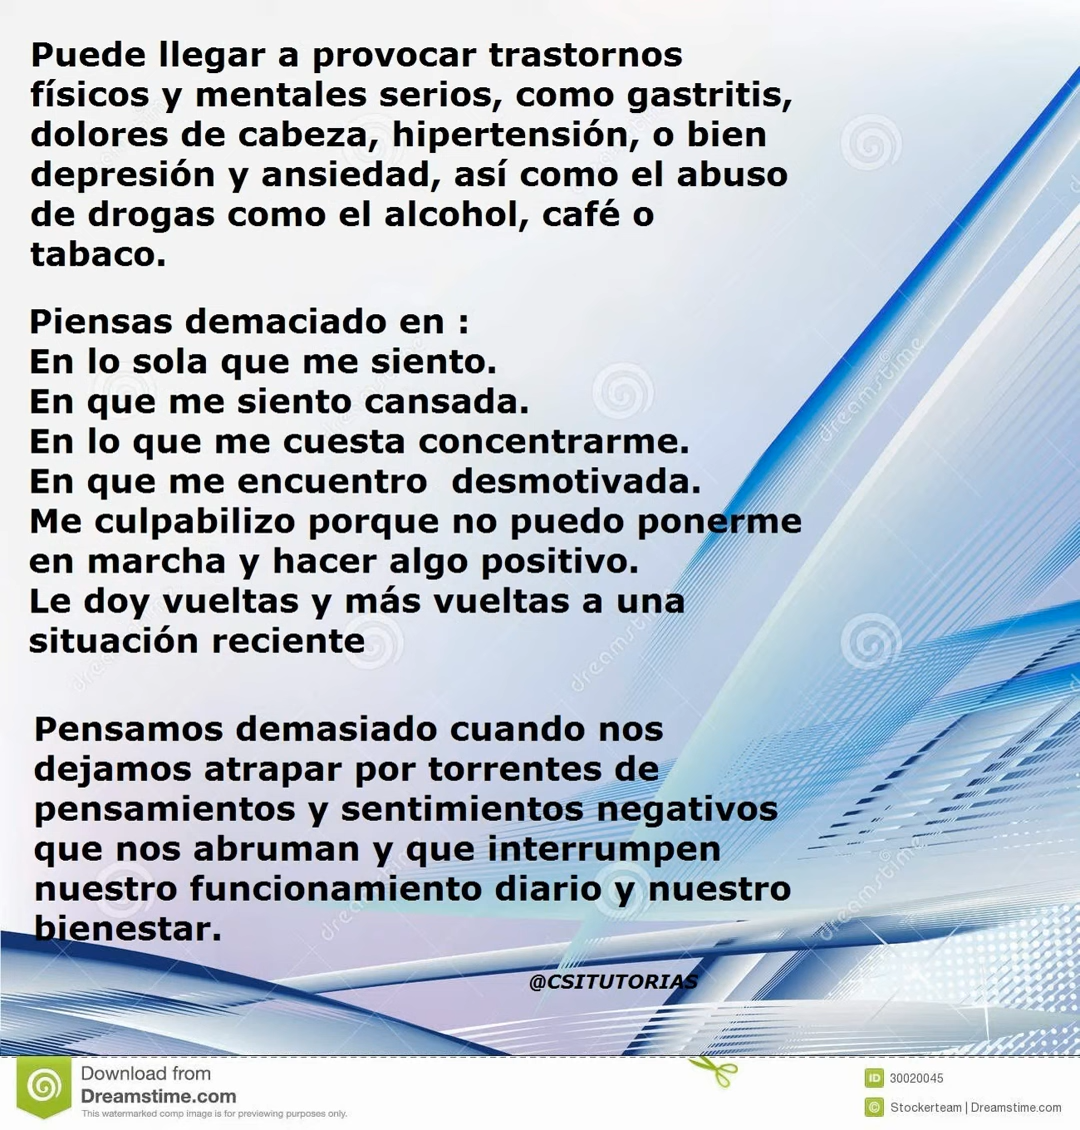 Puede llegar a provocar trastornos
físicos y mentales serios, como gastritis,
dolores de cabeza, hipertensión, o bien
depresión y ansiedad, así como el abuso
de drogas como el alcohol, café o
tabaco.
Piensas demaciado en :
En lo sola que me siento.
En que me siento cansada.
En lo que me cuesta concentrarme.
En que me encuentro desmotivada.
Me culpabilizo porque no puedo ponerme
en marcha y hacer algo positivo.
Le doy vueltas y más vueltas a una
situación reciente
Pensamos demasiado cuando nos
dejamos atrapar por torrentes de
pensamientos y sentimientos negativos
que nos abruman y que interrumpen
nuestro funcionamiento diario y nuestro
bienestar.
@CSITUTORIAS
Download from
Dreamstime.com
This watermarked comp image is for previewing purposes only.
ID 30020045
© Stockerteam | Dreamstime.com
dreamstime
dreamstime
dreamstime
dreamstime